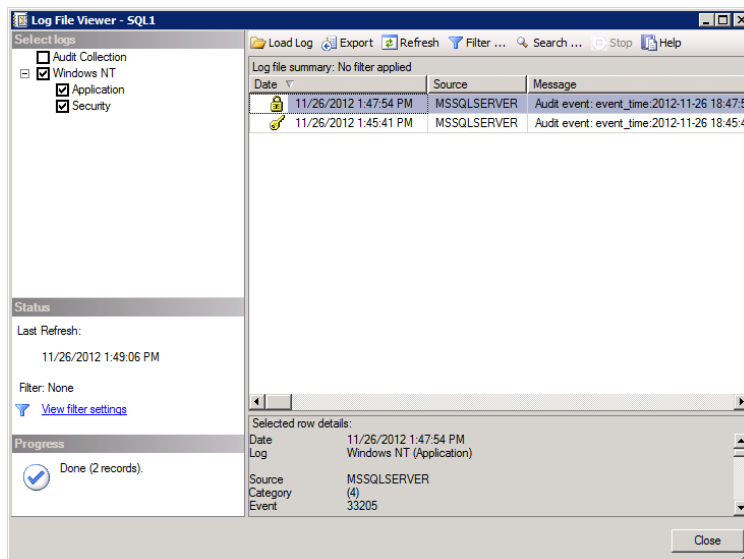 Log File Viewer - SQL1
Select logs
Audit Collection
Windows NT
Application
Security
Load Log Export Refresh Filter ... Search ... Stop Help
Log file summary: No filter applied
Date Source Message
11/26/2012 1:47:54 PM MSSQLSERVER Audit event: event_time:2012-11-26 18:47:5
11/26/2012 1:45:41 PM MSSQLSERVER Audit event: event_time:2012-11-26 18:45:4
Status
Last Refresh:
11/26/2012 1:49:06 PM
Filter: None
View filter settings
Progress
Done (2 records).
Selected row details:
Date 11/26/2012 1:47:54 PM
Log Windows NT (Application)
Source MSSQLSERVER
Category (4)
Event 33205
Close